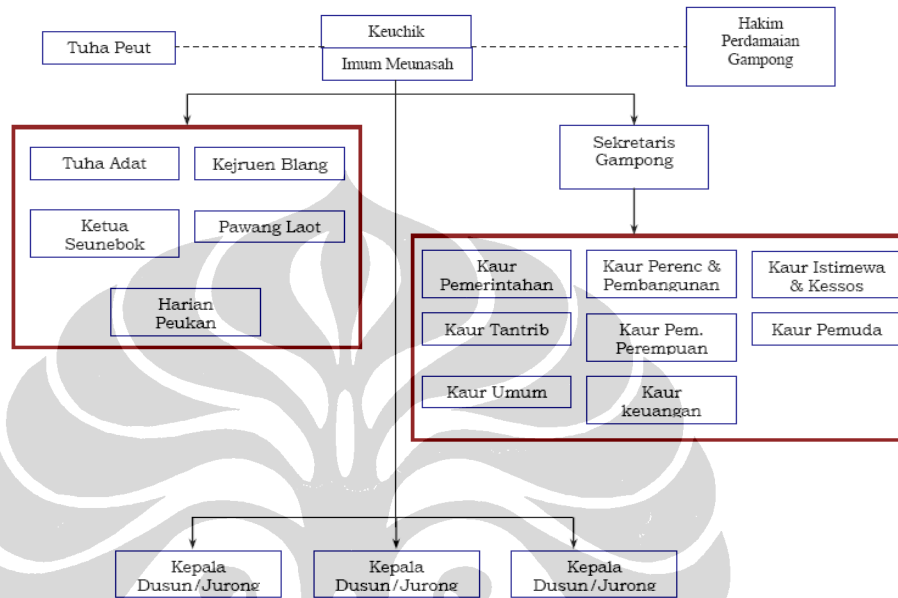 Tuha Peut
Keuchik
Imum Meunasah
Hakim
Perdamaian
Gampong
Tuha Adat
Kejruen Blang
Ketua
Seunebok
Pawang Laot
Harian
Peukan
Sekretaris
Gampong
Kaur
Pemerintahan
Kaur Perenc &
Pembangunan
Kaur Istimewa
& Kessos
Kaur Tantrib
Kaur Pem.
Perempuan
Kaur Pemuda
Kaur Umum
Kaur
keuangan
Kepala
Dusun/Jurong
Kepala
Dusun/Jurong
Kepala
Dusun/Jurong